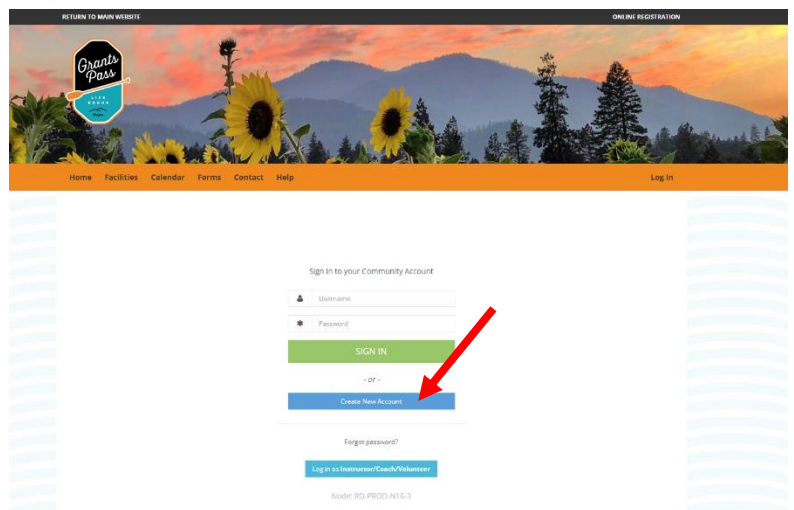 RETURN TO MAIN WEBSITE
ONLINE REGISTRATION
Grants
Pass
Home Facilities Calendar Forms Contact Help
Log In
Sign In to your Community Account
Username
Password
SIGN IN
- or -
Create New Account
Forgot password?
Log in as Instructor/Coach/Volunteer
Node: RD-PROD-N16-3